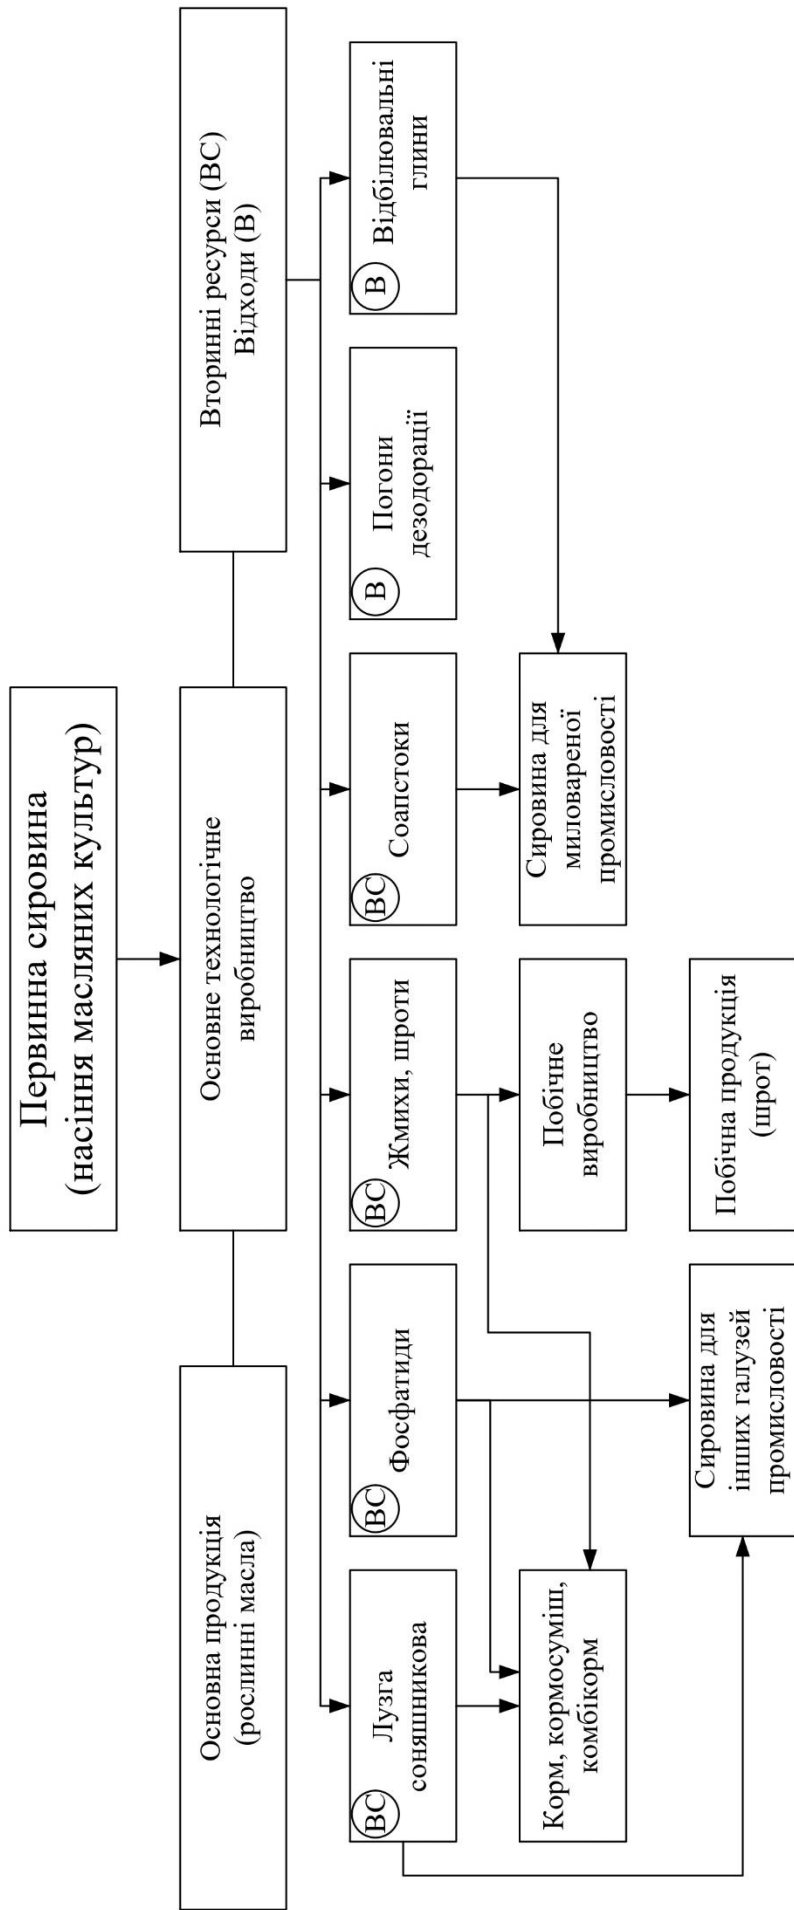 Первинна сировина
(насіння масляних культур)
Основна продукція
(рослинні масла)
Основне технологічне
виробництво
Вторинні ресурси (ВС)
Відходи (В)
ВС
Лузга
соняшникова
ВС
Фосфатиди
ВС
Жмихи, шроти
ВС
Соапстоки
В
Погони
дезодорації
В
Відбілювальні
глини
Корм, кормосуміш,
комбікорм
Побічне
виробництво
Сировина для
миловареної
промисловості
Сировина для
інших галузей
промисловості
Побічна продукція
(шрот)